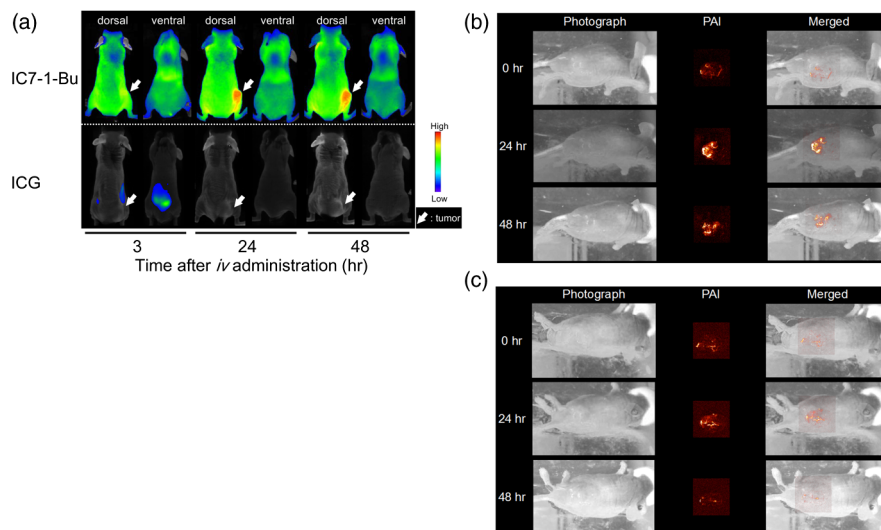 (a)
dorsal ventral dorsal ventral dorsal ventral
IC7-1-Bu
ICG
High
Low
: tumor
3 24 48
Time after iv administration (hr)
(b)
Photograph PAI Merged
0 hr
24 hr
48 hr
(c)
Photograph PAI Merged
0 hr
24 hr
48 hr